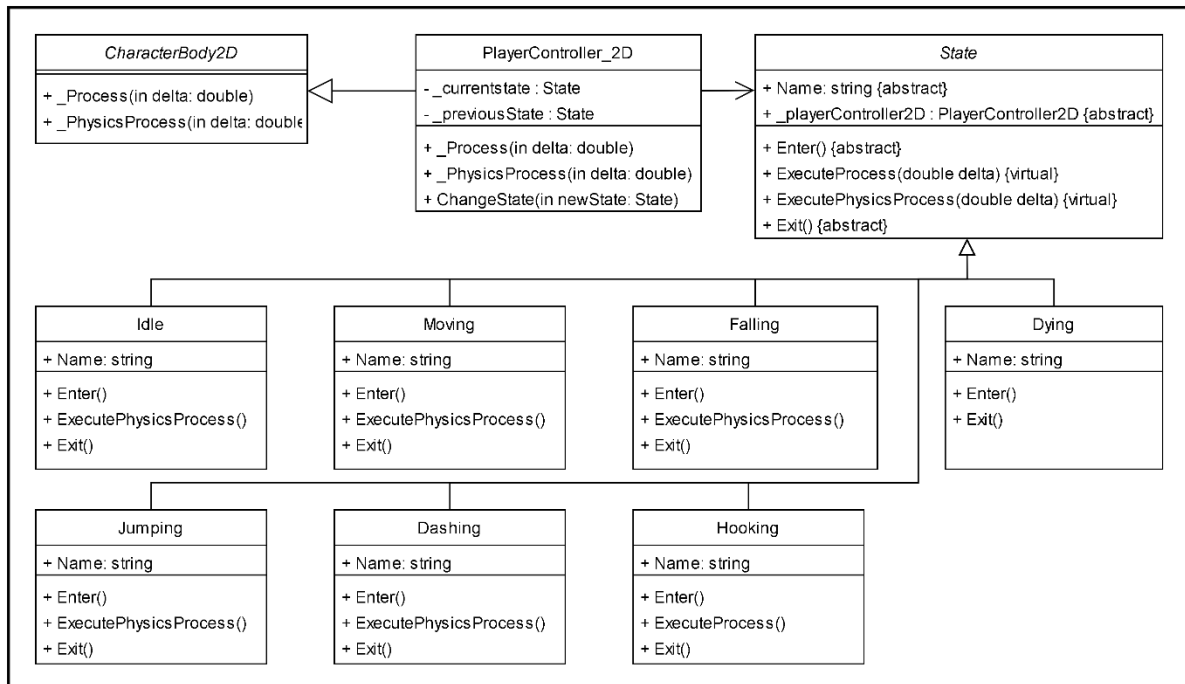 CharacterBody2D
+ _Process(in delta: double)
+ _PhysicsProcess(in delta: double
PlayerController_2D
- _currentstate : State
- _previousState : State
+ _Process(in delta: double)
+ _PhysicsProcess(in delta: double)
+ ChangeState(in newState: State)
State
+ Name: string {abstract}
+ _playerController2D : PlayerController2D {abstract}
+ Enter() {abstract}
+ ExecuteProcess(double delta) {virtual}
+ ExecutePhysicsProcess(double delta) {virtual}
+ Exit() {abstract}
Idle
+ Name: string
+ Enter()
+ ExecutePhysicsProcess()
+ Exit()
Moving
+ Name: string
+ Enter()
+ ExecutePhysicsProcess()
+ Exit()
Falling
+ Name: string
+ Enter()
+ ExecutePhysicsProcess()
+ Exit()
Dying
+ Name: string
+ Enter()
+ Exit()
Jumping
+ Name: string
+ Enter()
+ ExecutePhysicsProcess()
+ Exit()
Dashing
+ Name: string
+ Enter()
+ ExecutePhysicsProcess()
+ Exit()
Hooking
+ Name: string
+ Enter()
+ ExecuteProcess()
+ Exit()